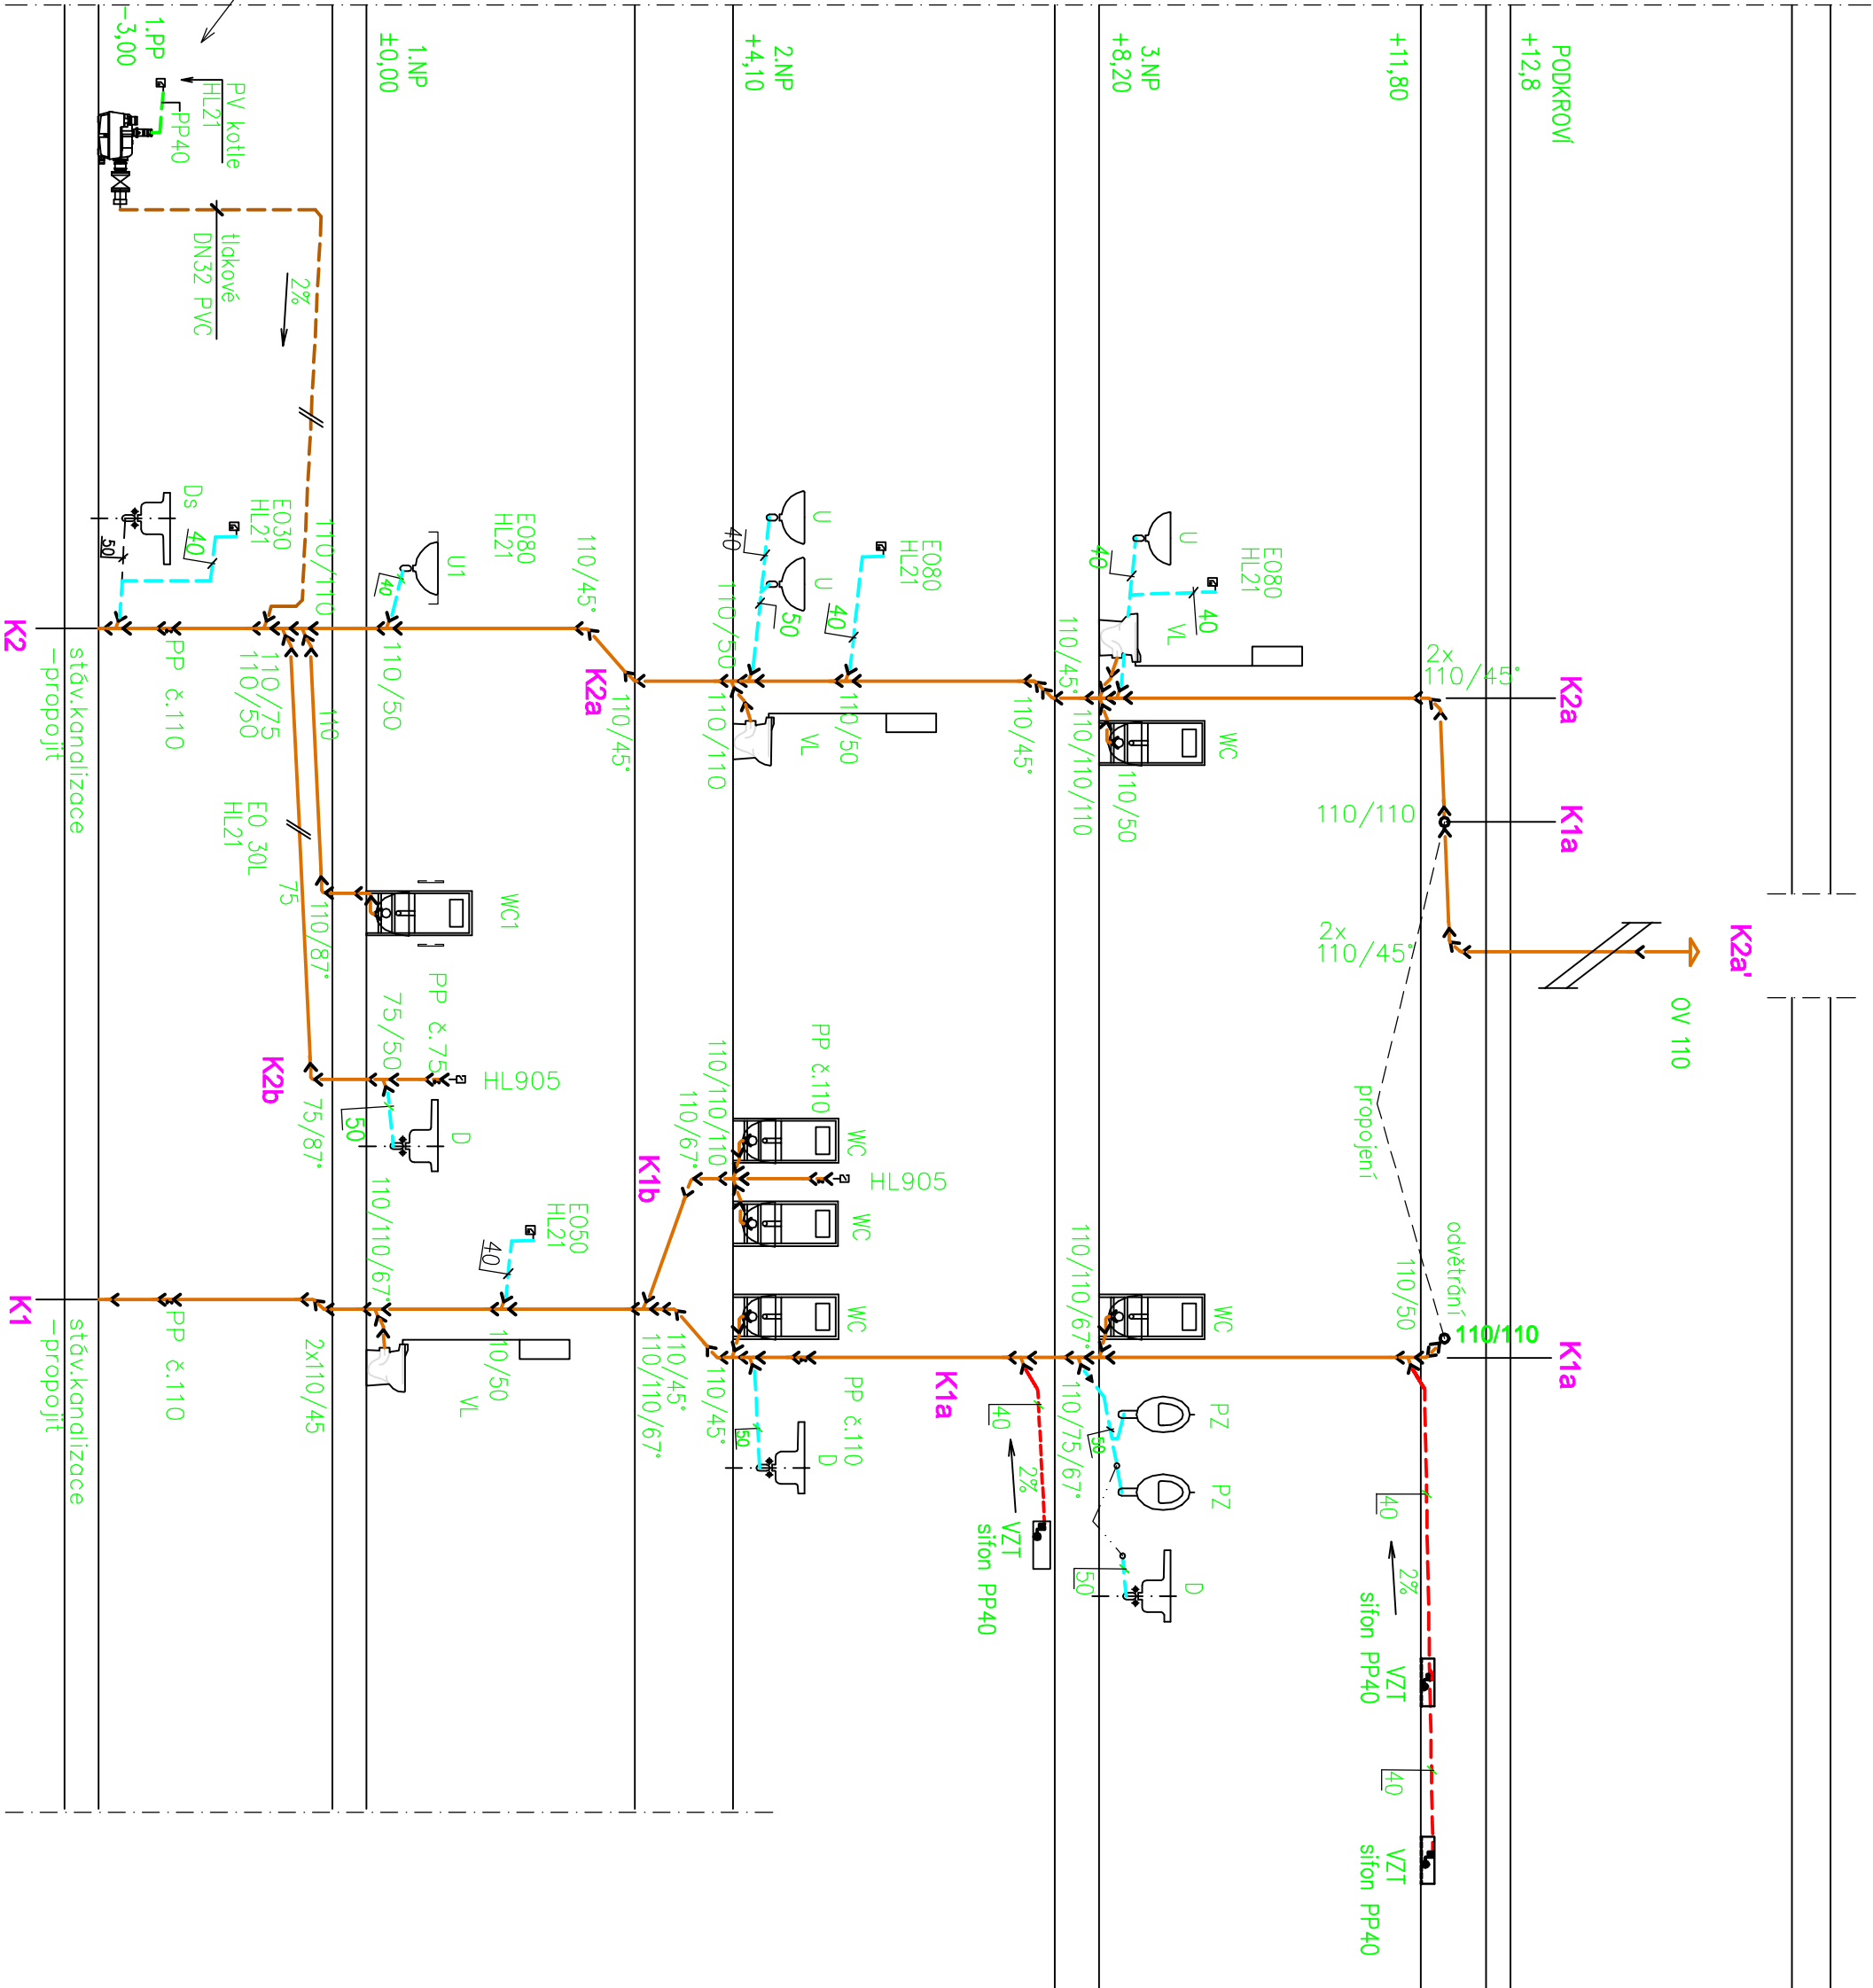 PODKROVÍ
+12,8
+11,80
3.NP
+8,20
2.NP
+4,10
1.NP
±0,00
1.PP
-3,00
K2a'
OV 110
K2a
K1a
K1a
2x
110/45°
110/110
2x
110/45°
propojení
odvětrání
110/110
110/50
40
2%
sifon PP40
VZT
40
VZT
sifon PP40
EO80
HL21
U
40
40
VL
WC
110/45°
110/50
110/110/110
110/45°
WC
110/110/67°
PZ
PZ
50
D
50
110/75/67°
K1a
40
2%
VZT
sifon PP40
EO80
HL21
U
U
40
50
40
110/50
110/50
VL
110/110
110/45°
K2a
110/45°
PP č.110
110/110/110
110/67°
WC
HL905
WC
K1b
WC
PP č.110
D
50
110/45°
110/45°
110/110/67°
EO80
HL21
U1
40
110/50
WC1
110/87°
PP č.75
75/50
HL905
D
50
75/87°
K2b
EO50
HL21
40
110/50
110/110/67°
VL
2x110/45
PV kotle
HL21
PP40
tlakové
DN32 PVC
2%
Ds
EO30
HL21
40
50
110/110
110
110/75
110/50
75
EO 30L
HL21
PP č.110
PP č.110
K2
stáv.kanalizace
-propojit
K1
stáv.kanalizace
-propojit